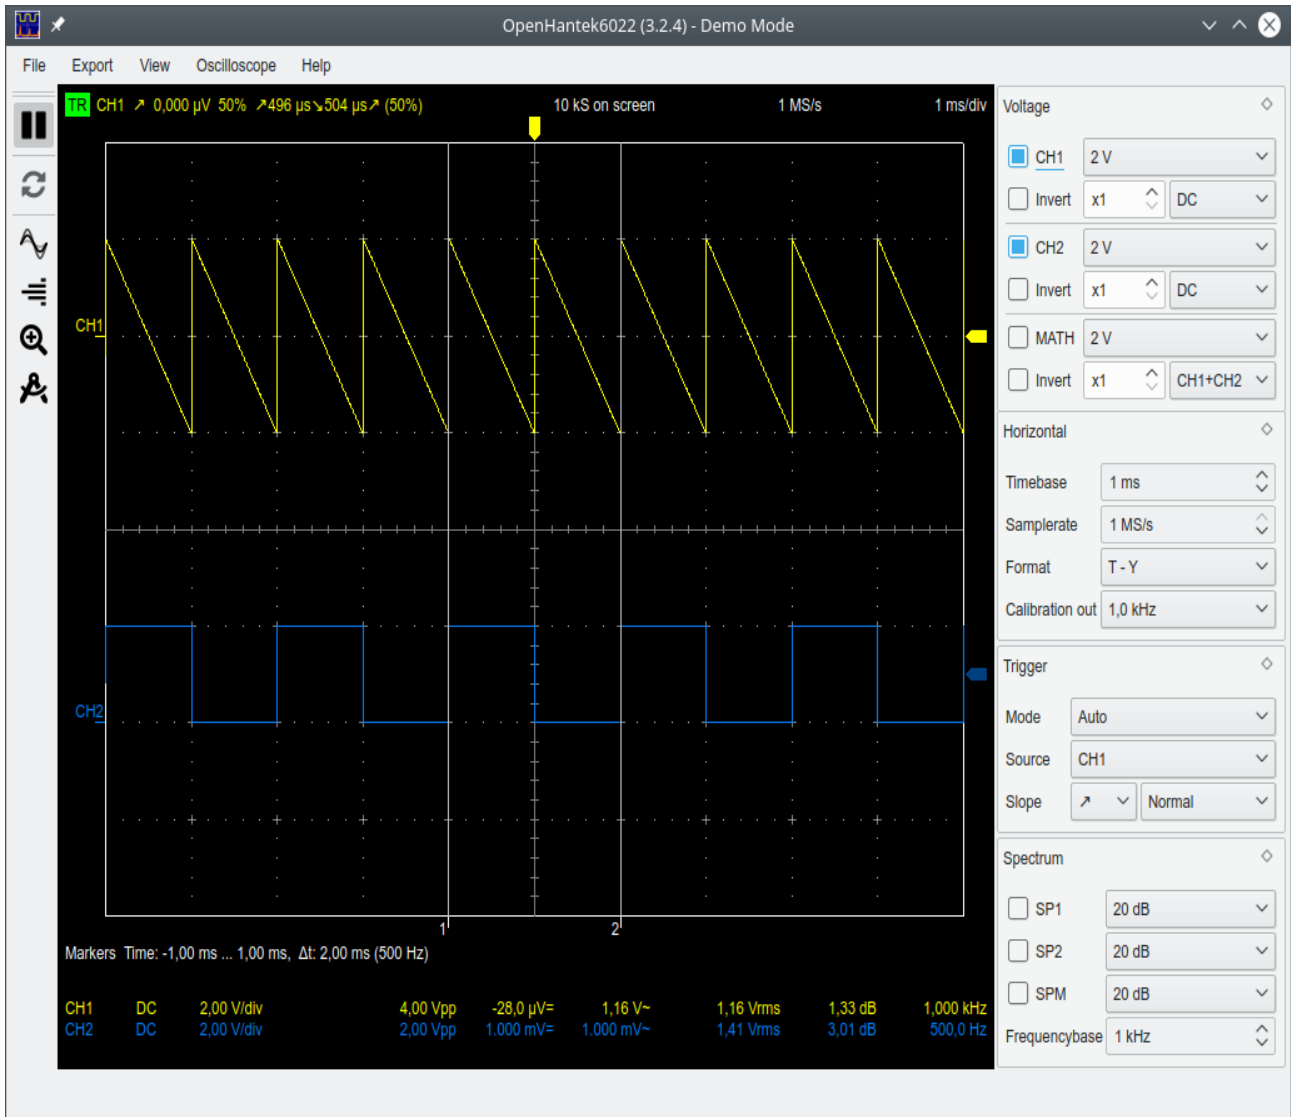 OpenHantek6022 (3.2.4) - Demo Mode
File Export View Oscilloscope Help
TR CH1 ↗ 0,000 µV 50% ↗496 µs↘504 µs↗ (50%) 10 kS on screen 1 MS/s 1 ms/div
CH1
CH2
1 2
Markers Time: -1,00 ms ... 1,00 ms, Δt: 2,00 ms (500 Hz)
CH1 DC 2,00 V/div 4,00 Vpp -28,0 µV= 1,16 V~ 1,16 Vrms 1,33 dB 1,000 kHz
CH2 DC 2,00 V/div 2,00 Vpp 1.000 mV= 1.000 mV~ 1,41 Vrms 3,01 dB 500,0 Hz
Voltage
CH1 2 V
Invert x1 DC
CH2 2 V
Invert x1 DC
MATH 2 V
Invert x1 CH1+CH2
Horizontal
Timebase 1 ms
Samplerate 1 MS/s
Format T - Y
Calibration out 1,0 kHz
Trigger
Mode Auto
Source CH1
Slope ↗ Normal
Spectrum
SP1 20 dB
SP2 20 dB
SPM 20 dB
Frequencybase 1 kHz